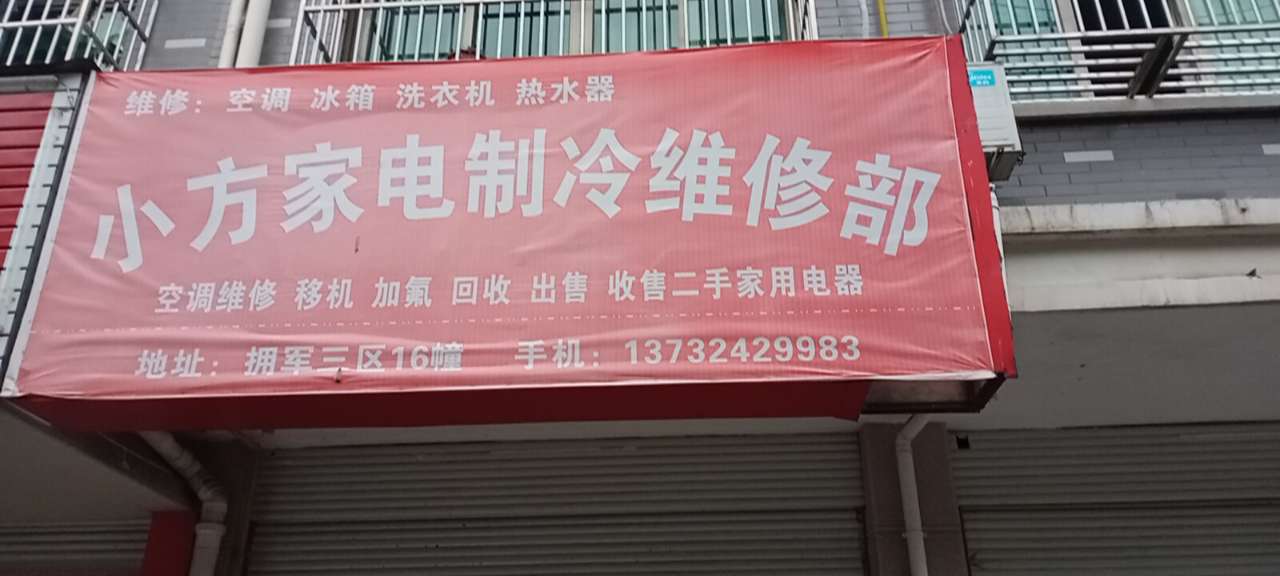 维修：空调 冰箱 洗衣机 热水器
小方家电制冷维修部
空调维修 移机 加氟 回收 出售 收售二手家用电器
地址：拥军三区16幢 手机：13732429983